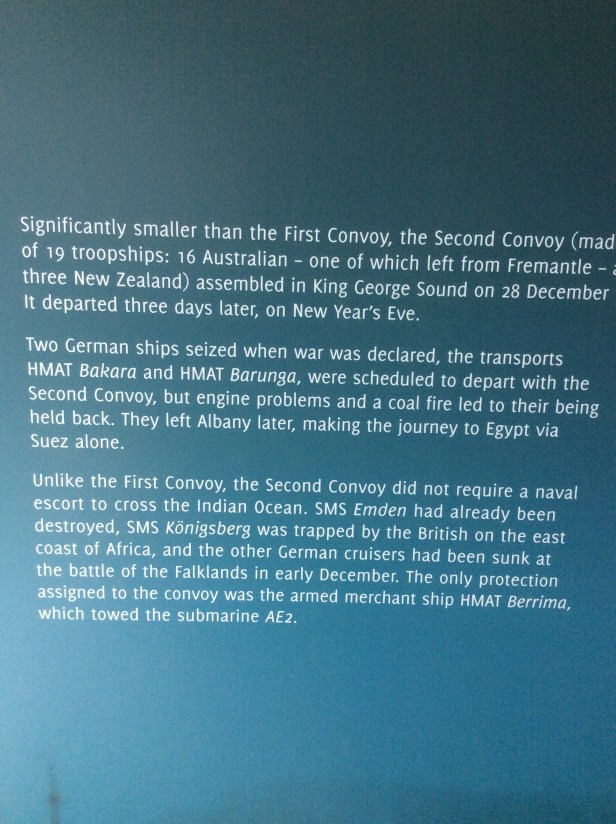 Significantly smaller than the First Convoy, the Second Convoy (mad
of 19 troopships: 16 Australian – one of which left from Fremantle –
three New Zealand) assembled in King George Sound on 28 December
It departed three days later, on New Year's Eve.
Two German ships seized when war was declared, the transports
HMAT Bakara and HMAT Barunga, were scheduled to depart with the
Second Convoy, but engine problems and a coal fire led to their being
held back. They left Albany later, making the journey to Egypt via
Suez alone.
Unlike the First Convoy, the Second Convoy did not require a naval
escort to cross the Indian Ocean. SMS Emden had already been
destroyed, SMS Königsberg was trapped by the British on the east
coast of Africa, and the other German cruisers had been sunk at
the battle of the Falklands in early December. The only protection
assigned to the convoy was the armed merchant ship HMAT Berrima,
which towed the submarine AE2.